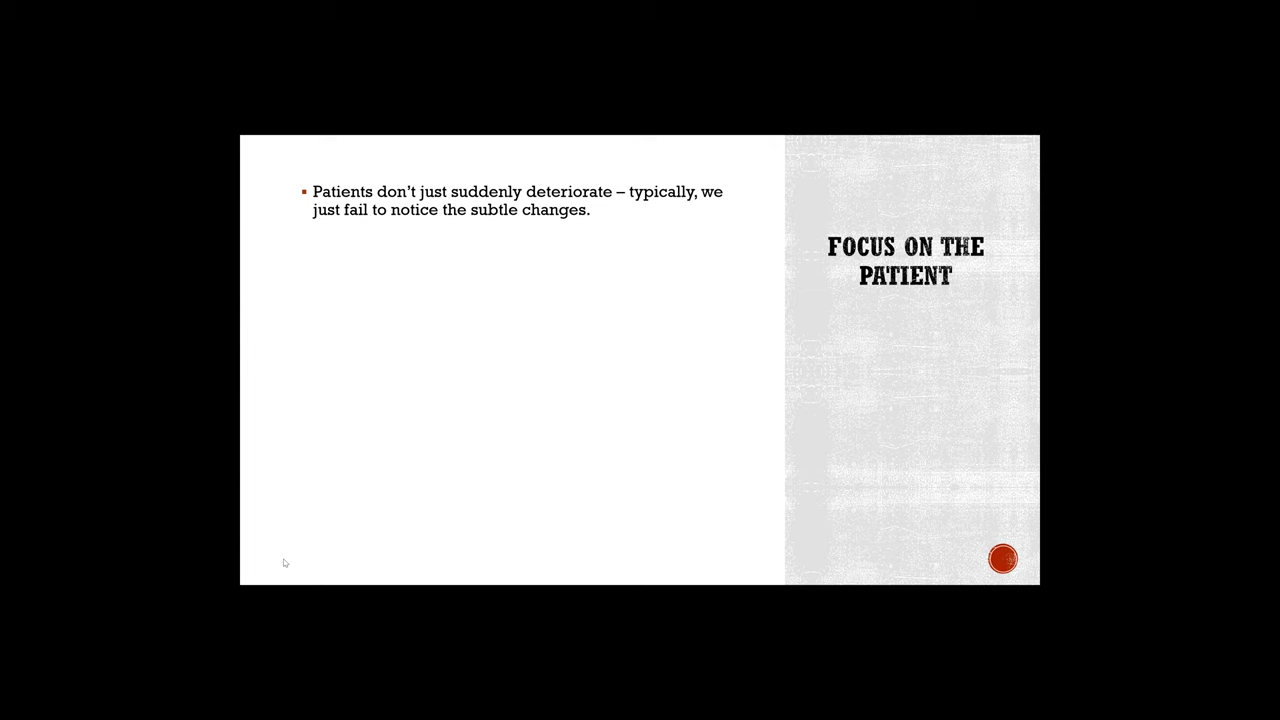 Patients don’t just suddenly deteriorate – typically, we
just fail to notice the subtle changes.
FOCUS ON THE
PATIENT